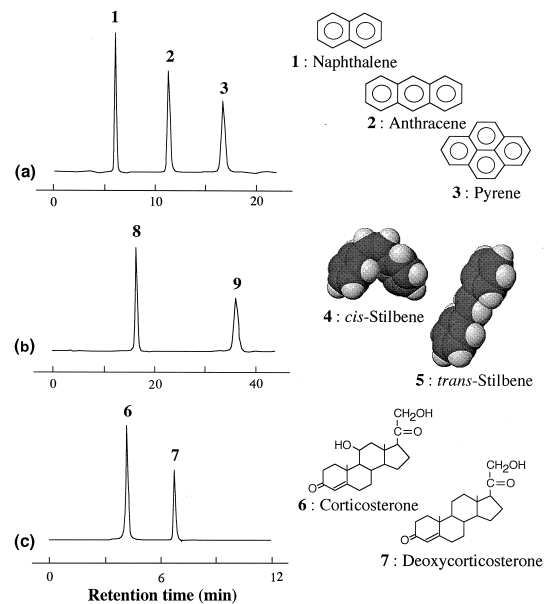 1
2
3
(a)
0
10
20
1 : Naphthalene
2 : Anthracene
3 : Pyrene
8
9
(b)
0
20
40
4 : cis-Stilbene
5 : trans-Stilbene
6
7
(c)
0
6
12
Retention time (min)
CH₂OH
C=O
HO
O
6 : Corticosterone
CH₂OH
C=O
O
7 : Deoxycorticosterone